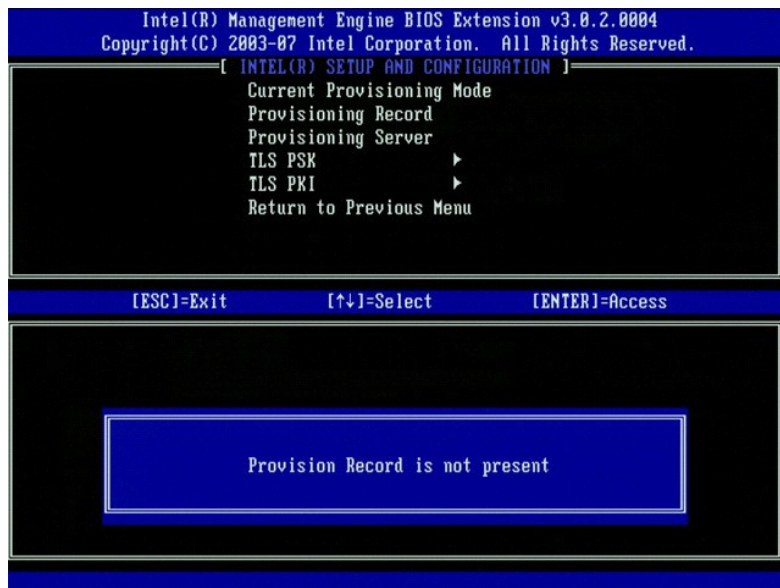 Intel(R) Management Engine BIOS Extension v3.0.2.0004
Copyright(C) 2003-07 Intel Corporation. All Rights Reserved.
[ INTEL(R) SETUP AND CONFIGURATION ]
Current Provisioning Mode
Provisioning Record
Provisioning Server
TLS PSK ►
TLS PKI ►
Return to Previous Menu
[ESC]=Exit [↑↓]=Select [ENTER]=Access
Provision Record is not present